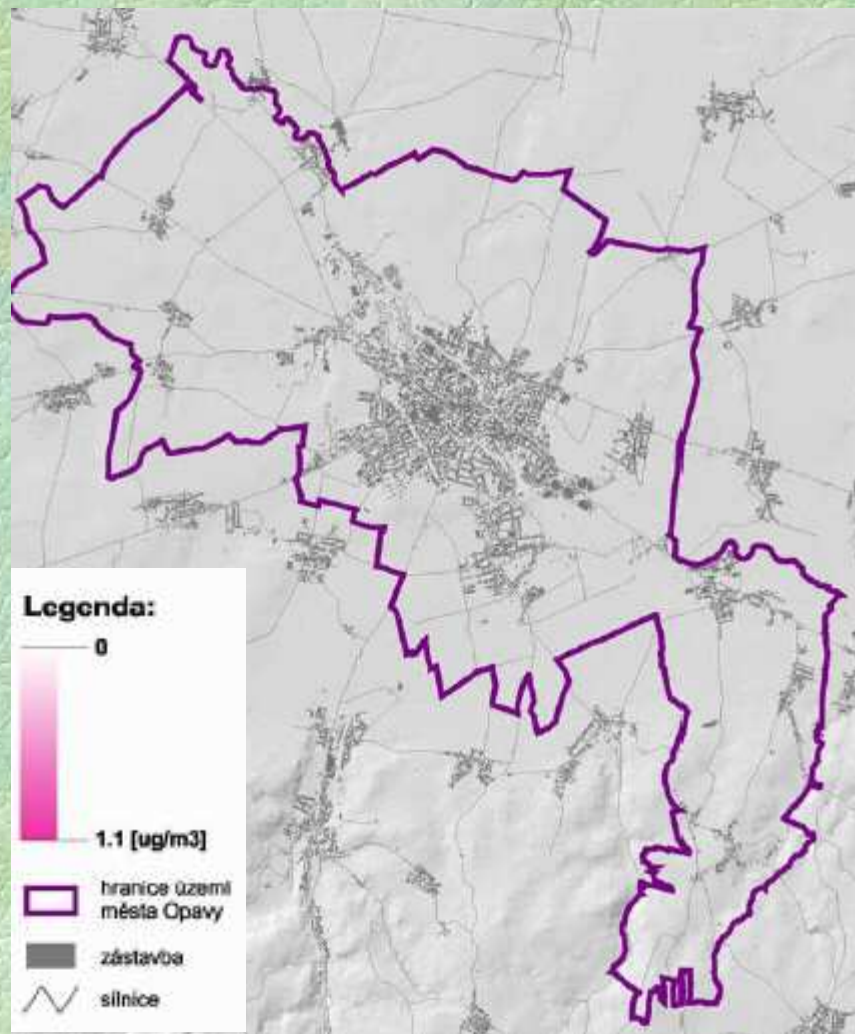 Legenda:
0
1.1 [ug/m3]
hranice území
města Opavy
zástavba
silnice